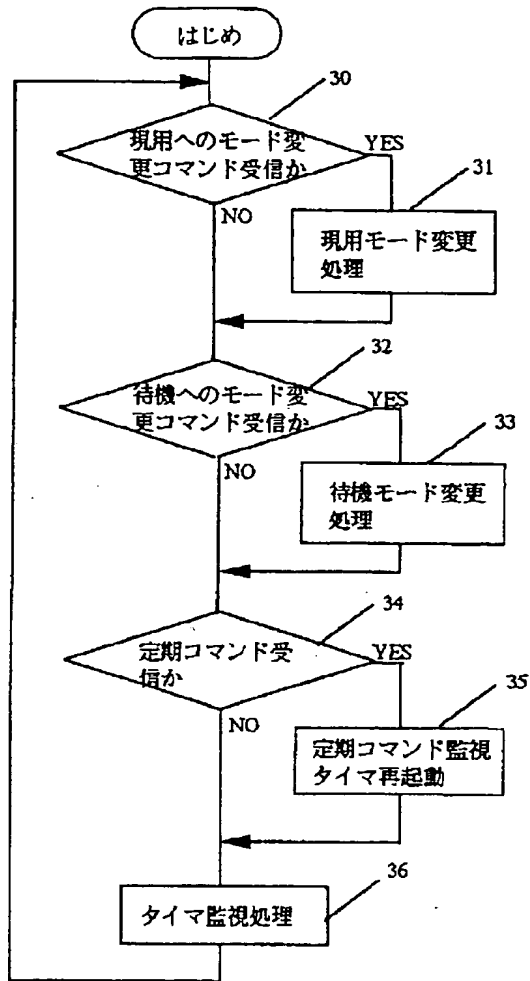 はじめ
30
現用へのモード変
更コマンド受信か
YES
NO
31
現用モード変更
処理
32
待機へのモード変
更コマンド受信か
YES
NO
33
待機モード変更
処理
34
定期コマンド受
信か
YES
NO
35
定期コマンド監視
タイマ再起動
36
タイマ監視処理